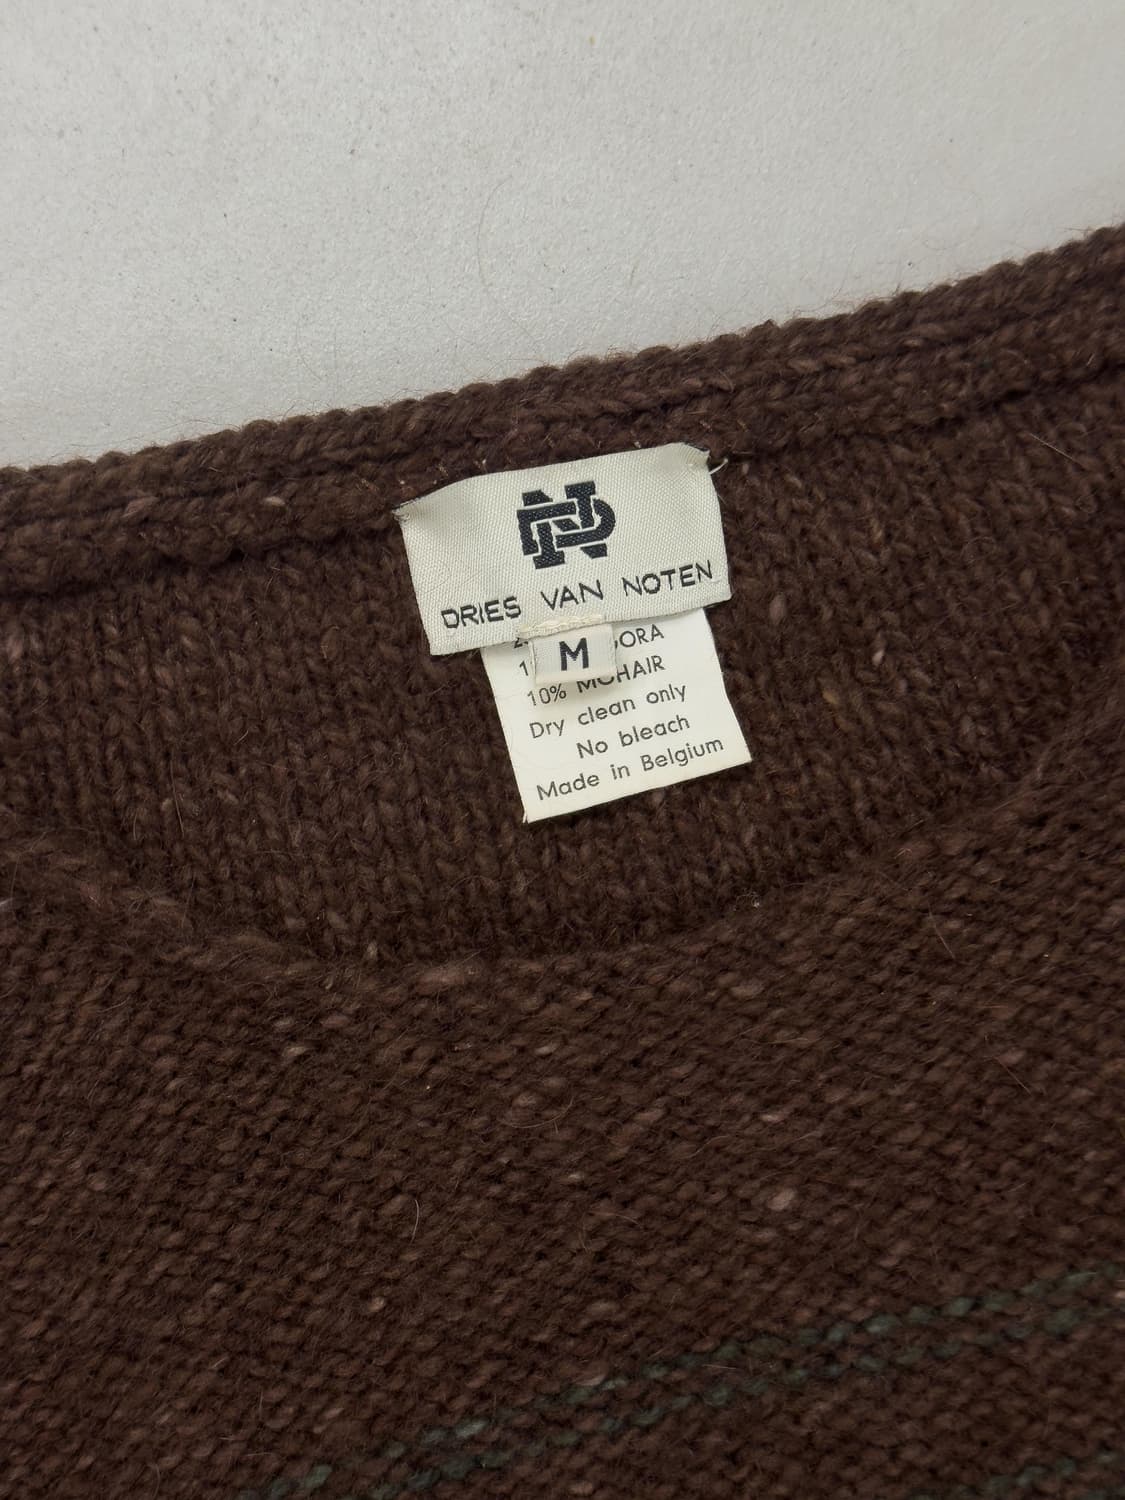 DRIES VAN NOTEN
M
10% MOHAIR
Dry clean only
No bleach
Made in Belgium